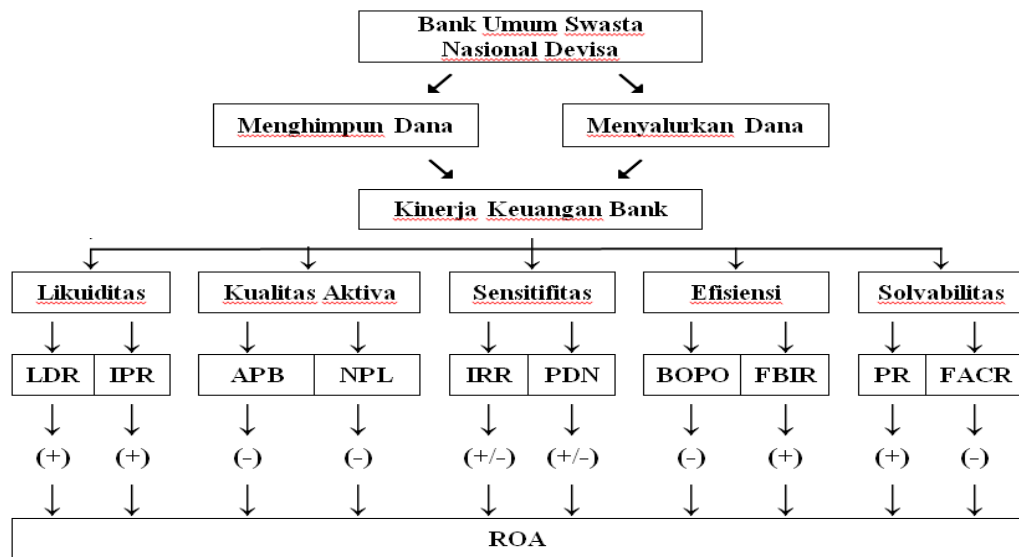 Bank Umum Swasta
Nasional Devisa
Menghimpun Dana
Menyalurkan Dana
Kinerja Keuangan Bank
Likuiditas
Kualitas Aktiva
Sensitifitas
Efisiensi
Solvabilitas
LDR IPR APB NPL IRR PDN BOPO FBIR PR FACR
(+) (+) (-) (-) (+/-) (+/-) (-) (+) (+) (-)
ROA